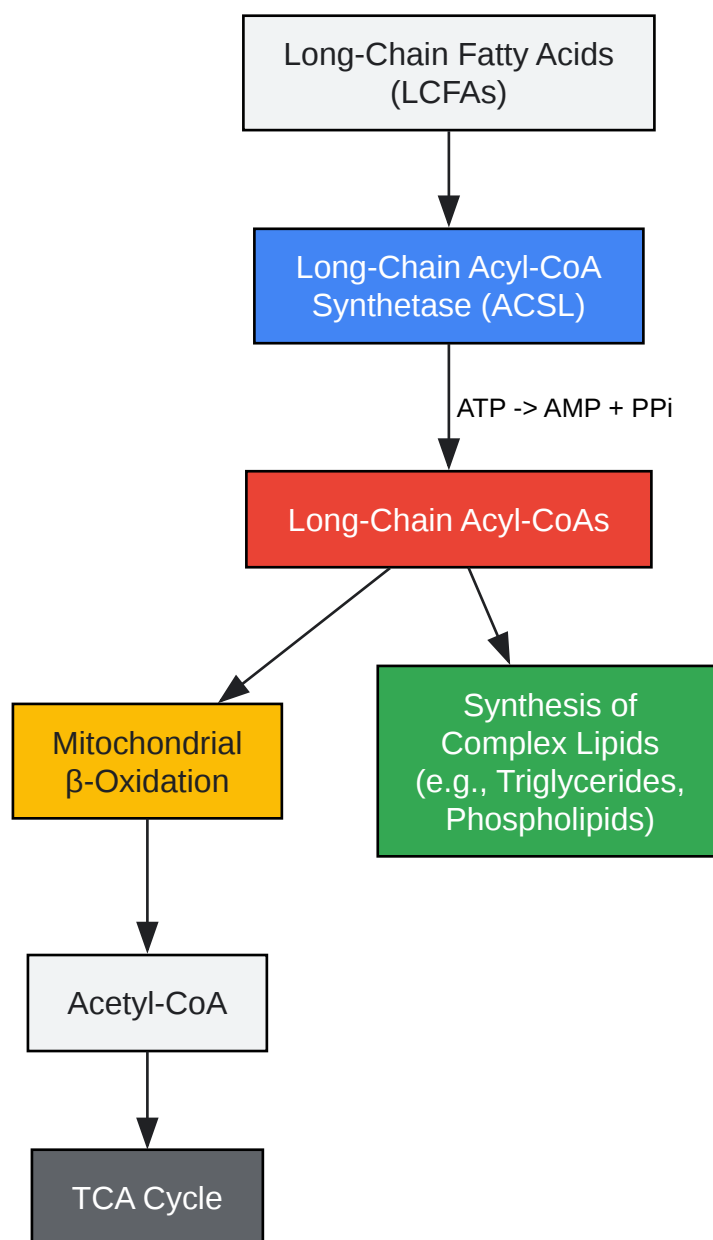 Long-Chain Fatty Acids
(LCFAs)
Long-Chain Acyl-CoA
Synthetase (ACSL)
ATP -> AMP + PPi
Long-Chain Acyl-CoAs
Mitochondrial
β-Oxidation
Synthesis of
Complex Lipids
(e.g., Triglycerides,
Phospholipids)
Acetyl-CoA
TCA Cycle